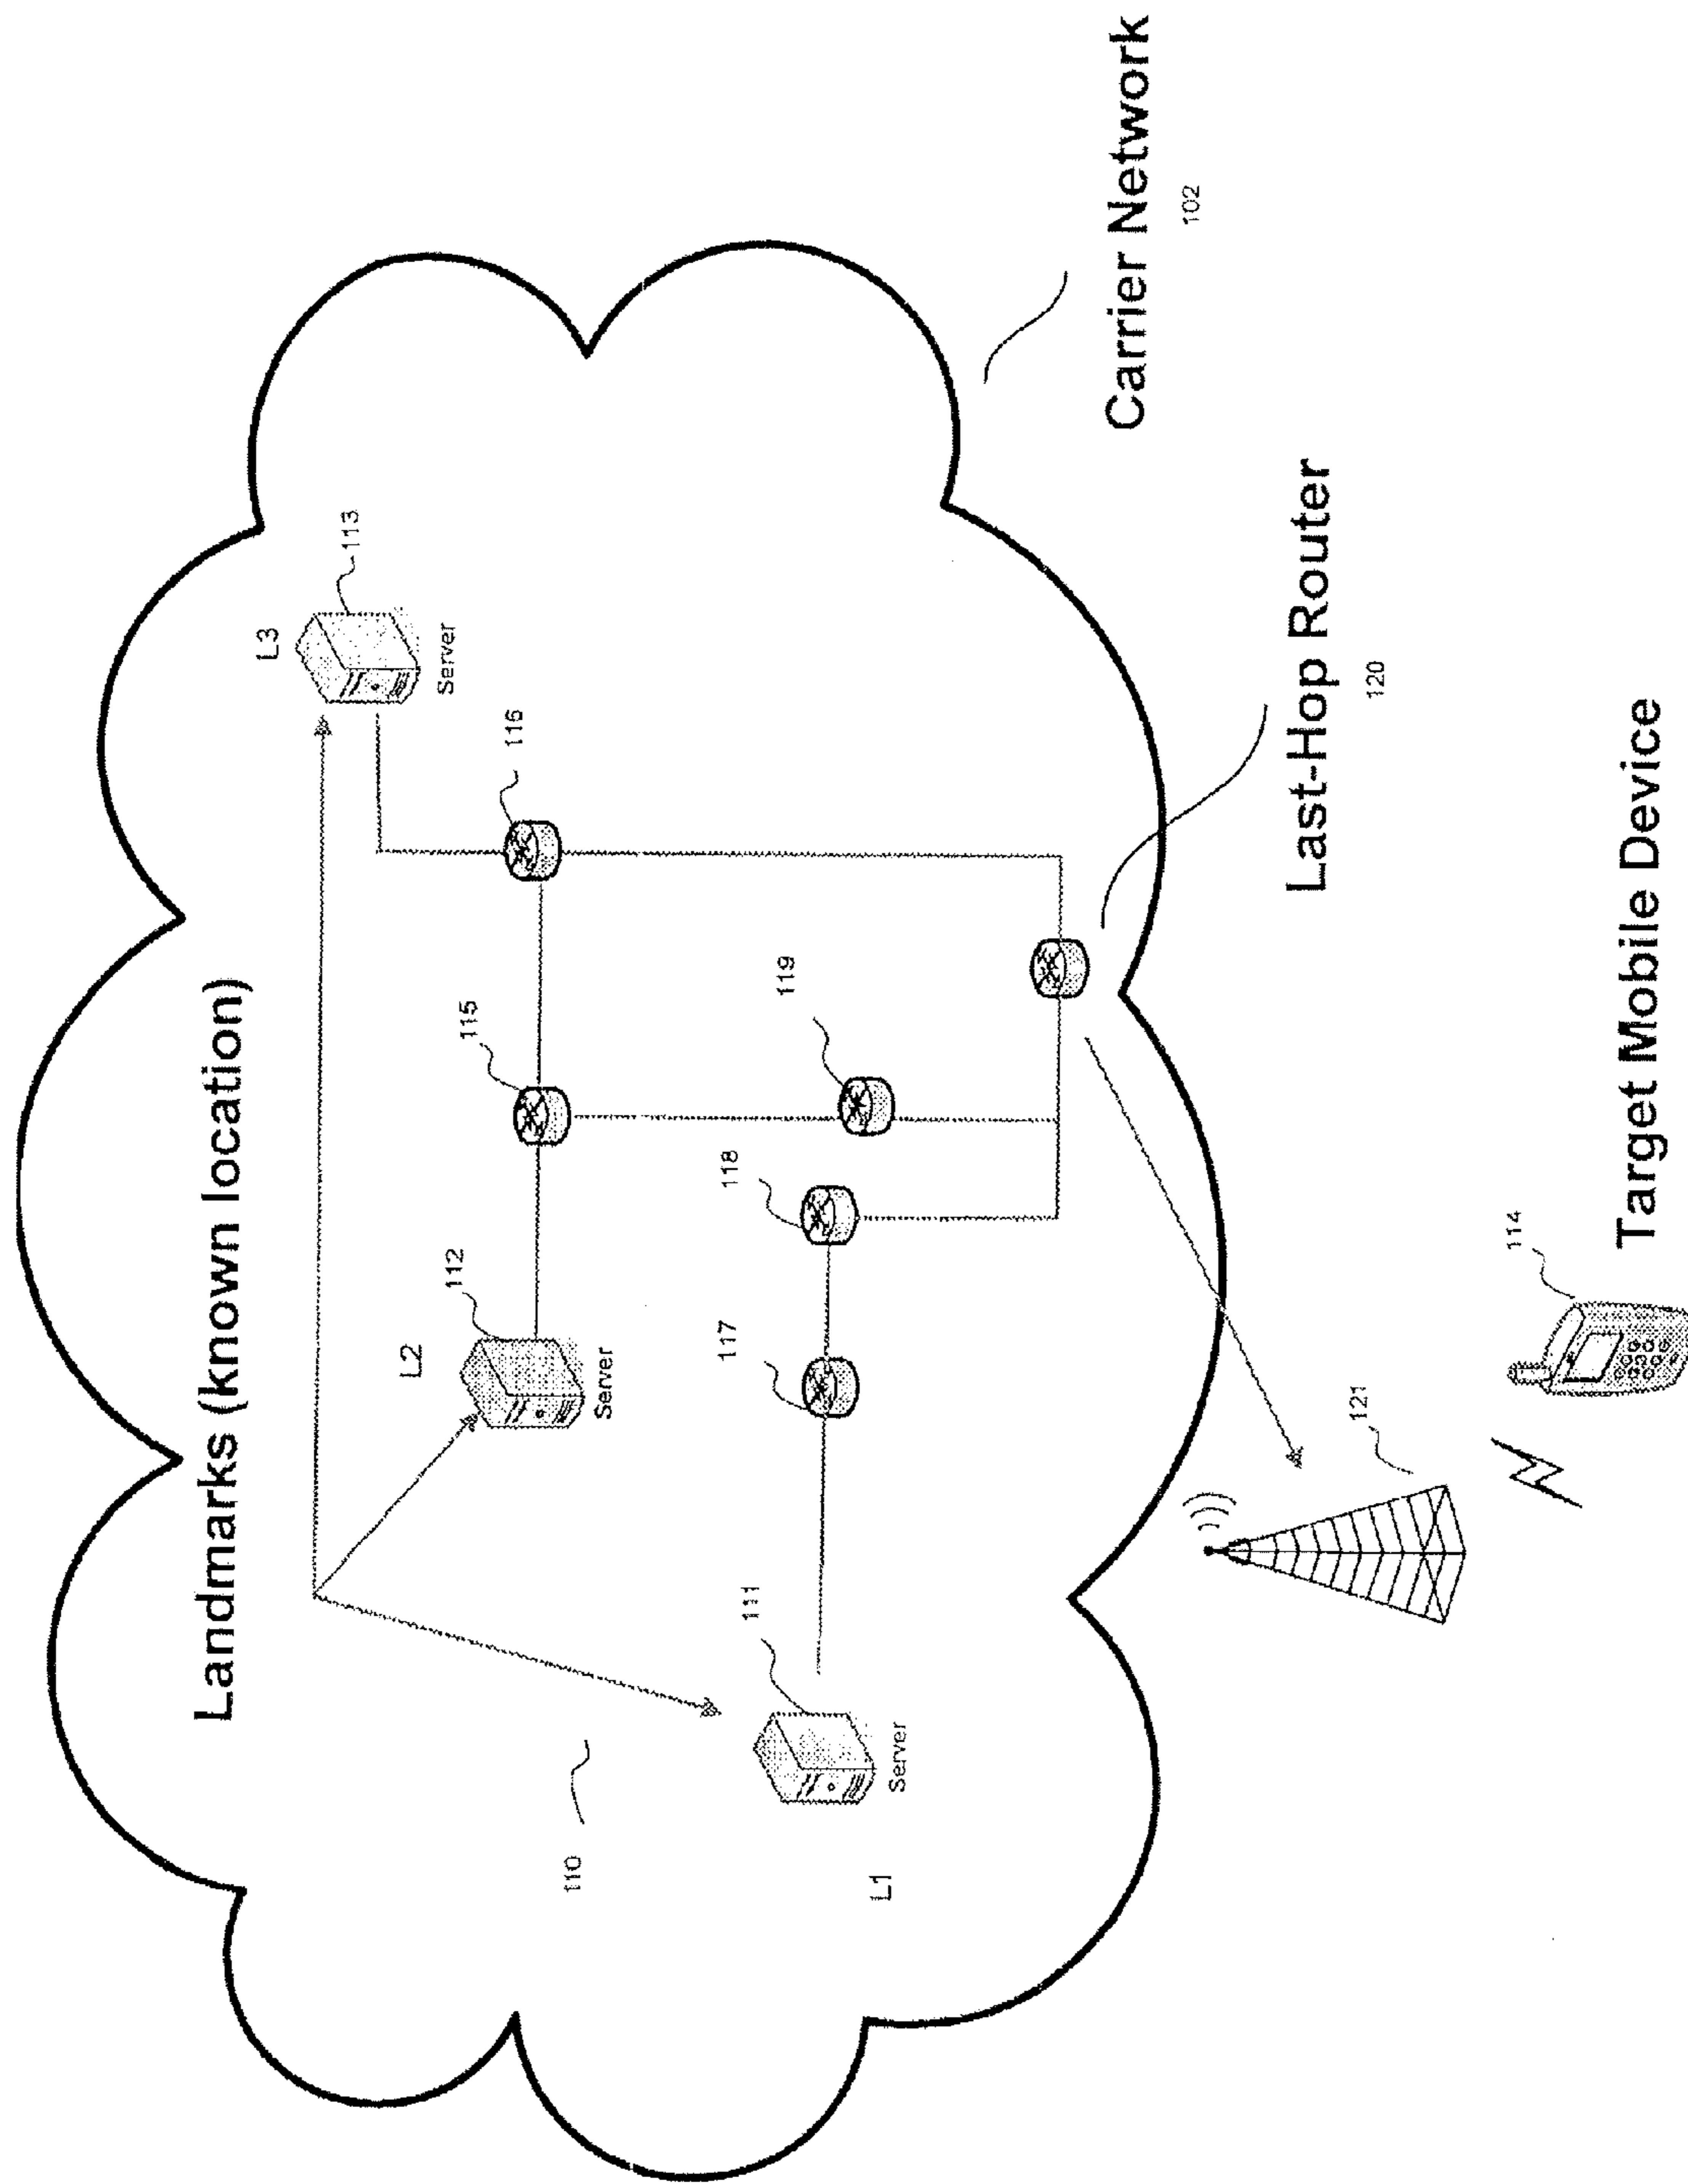 Landmarks (known location)
L3
113
Server
116
115
L2
112
Server
119
118
117
110
111
L1
Server
Carrier Network
102
Last-Hop Router
120
121
114
Target Mobile Device